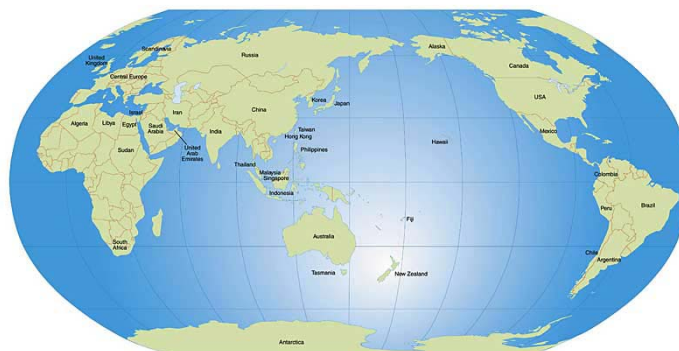 Scandinavia
United
Kingdom
Central Europe
Russia
Alaska
Canada
USA
Mexico
Israel
Iran
China
Korea
Japan
Algeria
Libya
Egypt
Saudi
Arabia
Sudan
India
United
Arab
Emirates
Taiwan
Hong Kong
Philippines
Thailand
Malaysia
Singapore
Indonesia
Hawaii
Colombia
Peru
Brazil
Fiji
South
Africa
Australia
Chile
Argentina
Tasmania
New Zealand
Antarctica